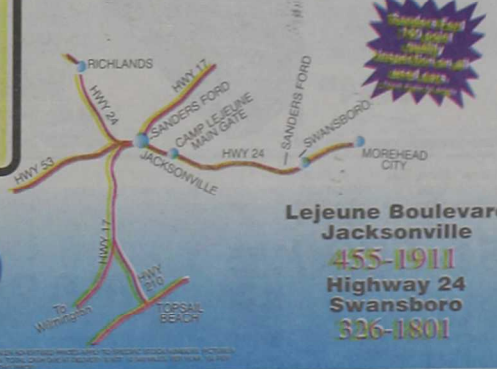 Sanders Ford
RICHLANDS
HWY 17
HWY 24
SANDERS FORD
CAMP LEJEUNE
MAIN GATE
SANDERS FORD
SWANSBORO
HWY 24
MOREHEAD
CITY
HWY 53
JACKSONVILLE
HWY 17
HWY
210
To
Wilmington
TOPSAIL
BEACH
Lejeune Boulevar
Jacksonville
455-1911
Highway 24
Swansboro
326-1801